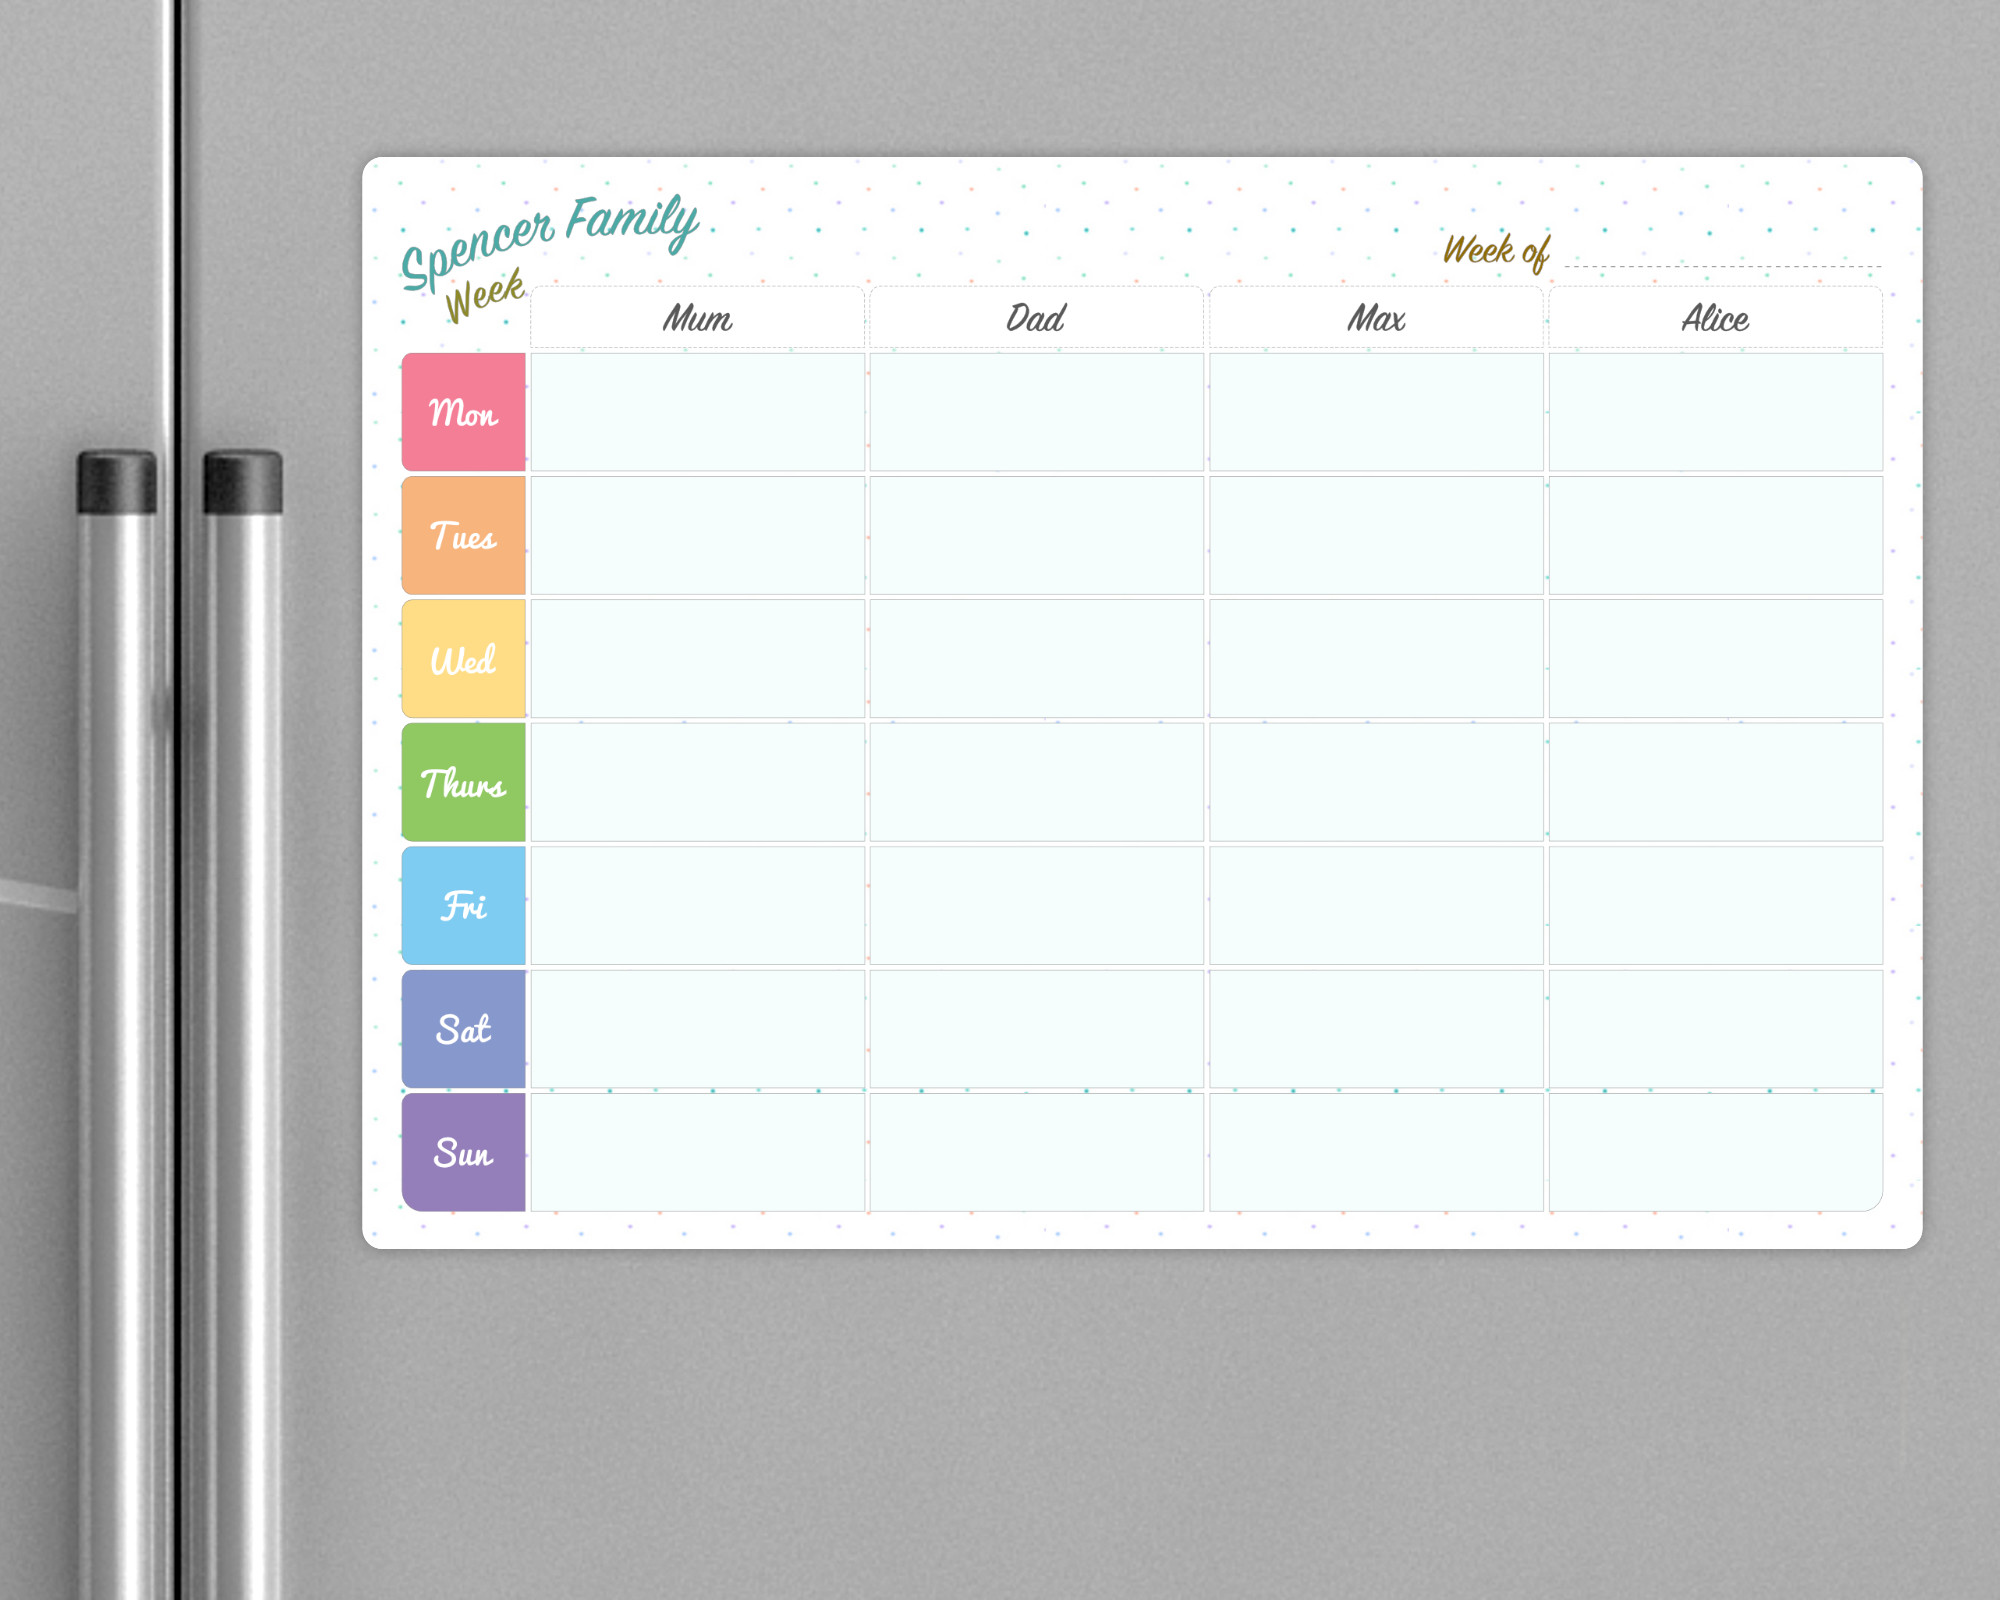 Spencer Family
Week
Week of
Mum Dad Max Alice
Mon
Tues
Wed
Thurs
Fri
Sat
Sun